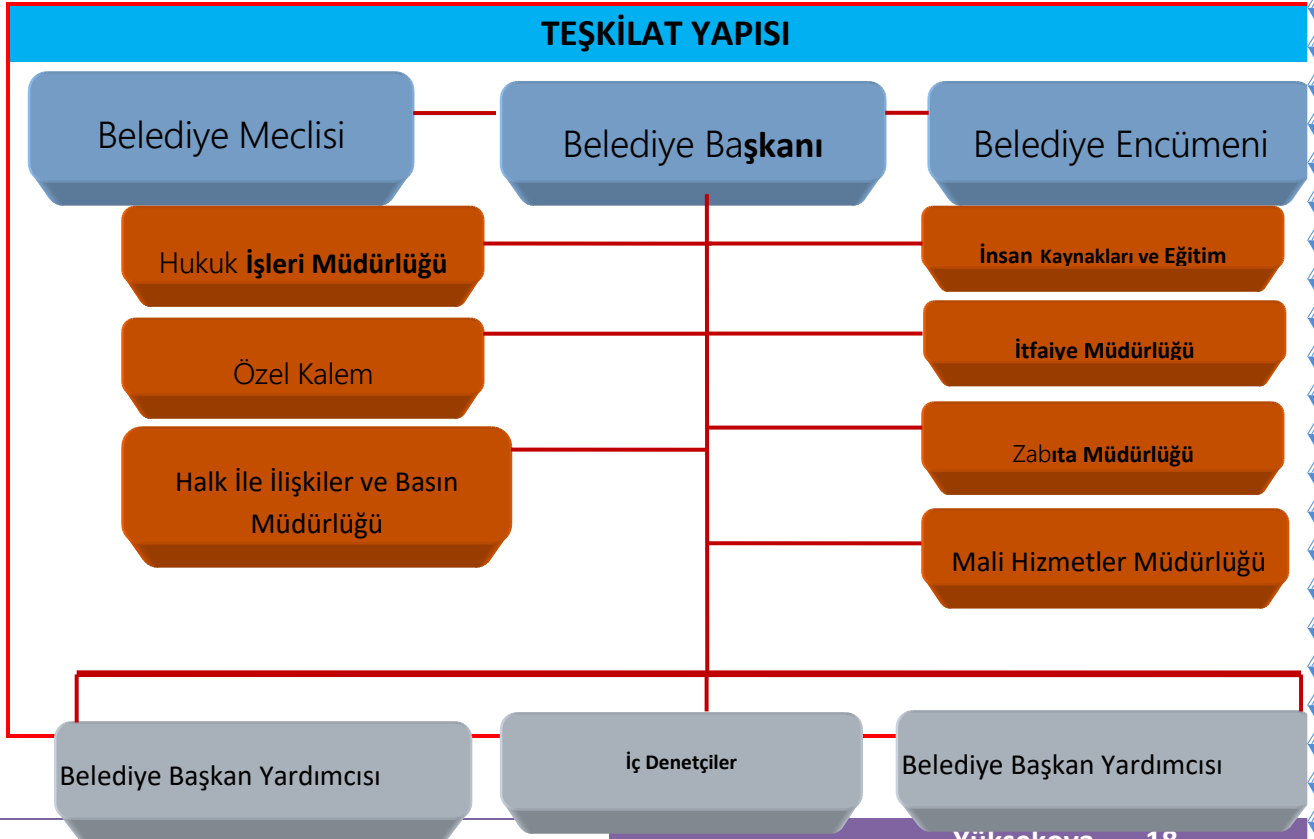 TEŞKİLAT YAPISI
Belediye Meclisi
Belediye Başkanı
Belediye Encümeni
Hukuk İşleri Müdürlüğü
İnsan Kaynakları ve Eğitim
Özel Kalem
İtfaiye Müdürlüğü
Halk İle İlişkiler ve Basın
Müdürlüğü
Zabıta Müdürlüğü
Mali Hizmetler Müdürlüğü
Belediye Başkan Yardımcısı
İç Denetçiler
Belediye Başkan Yardımcısı
Yüksekova 18